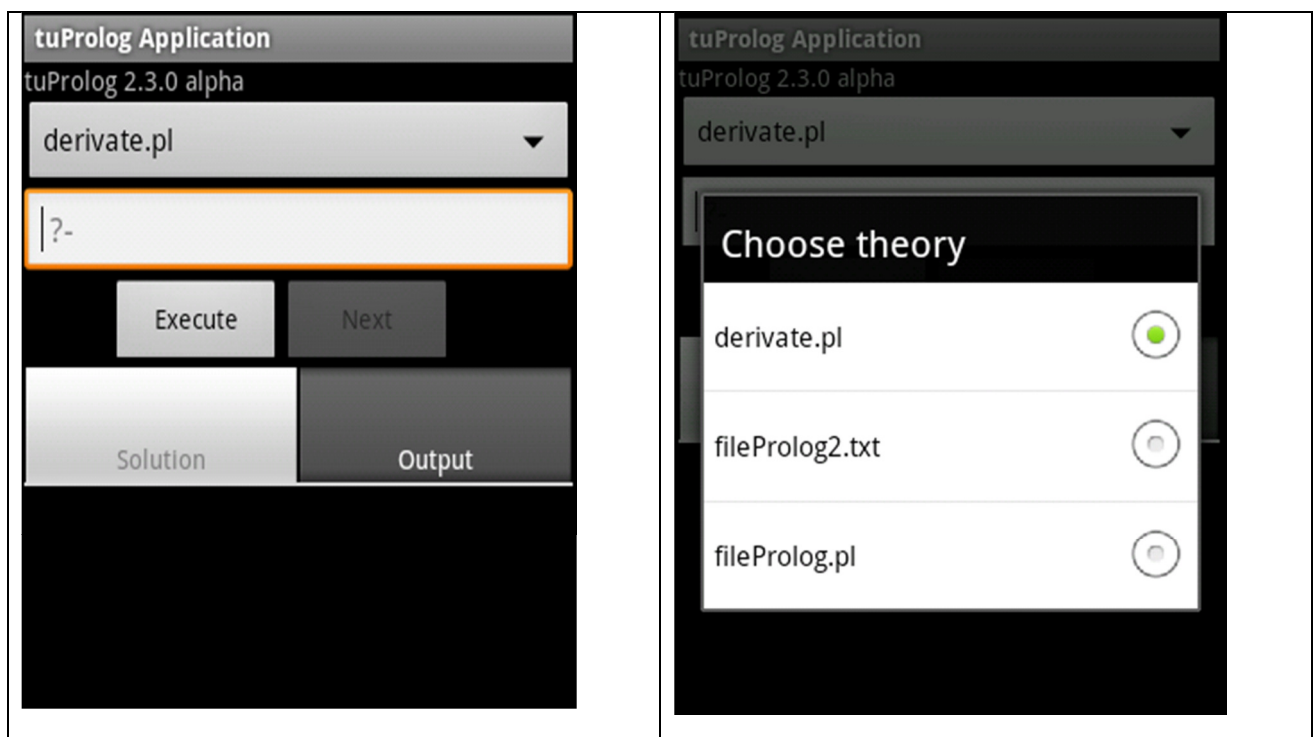 tuProlog Application
tuProlog 2.3.0 alpha
derivate.pl
?-
Execute Next
Solution Output
tuProlog Application
tuProlog 2.3.0 alpha
derivate.pl
Choose theory
derivate.pl
fileProlog2.txt
fileProlog.pl